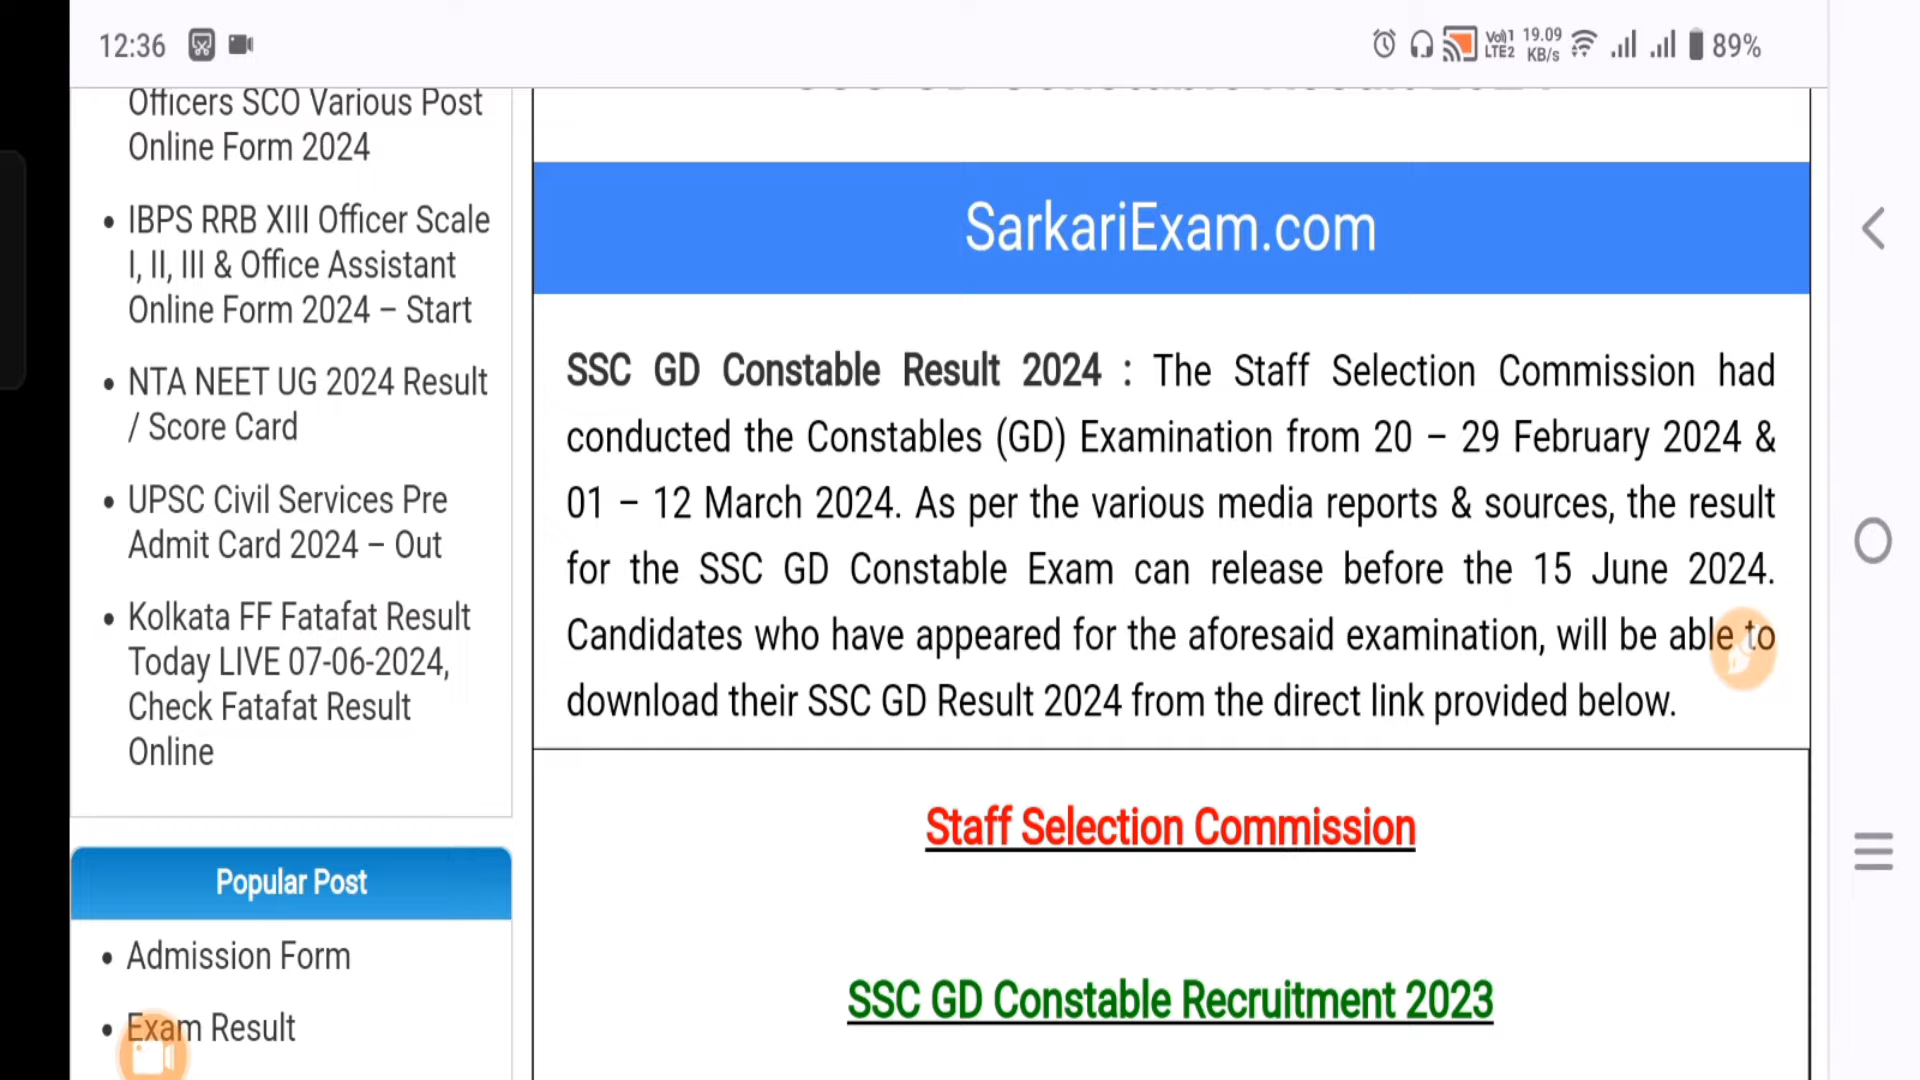 12:36
Vo))1
LTE2
19.09
KB/s
89%
Officers SCO Various Post
Online Form 2024
• IBPS RRB XIII Officer Scale
I, II, III & Office Assistant
Online Form 2024 – Start
• NTA NEET UG 2024 Result
/ Score Card
• UPSC Civil Services Pre
Admit Card 2024 – Out
• Kolkata FF Fatafat Result
Today LIVE 07-06-2024,
Check Fatafat Result
Online
Popular Post
• Admission Form
• Exam Result
SarkariExam.com
SSC GD Constable Result 2024 : The Staff Selection Commission had
conducted the Constables (GD) Examination from 20 – 29 February 2024 &
01 – 12 March 2024. As per the various media reports & sources, the result
for the SSC GD Constable Exam can release before the 15 June 2024.
Candidates who have appeared for the aforesaid examination, will be able to
download their SSC GD Result 2024 from the direct link provided below.
Staff Selection Commission
SSC GD Constable Recruitment 2023